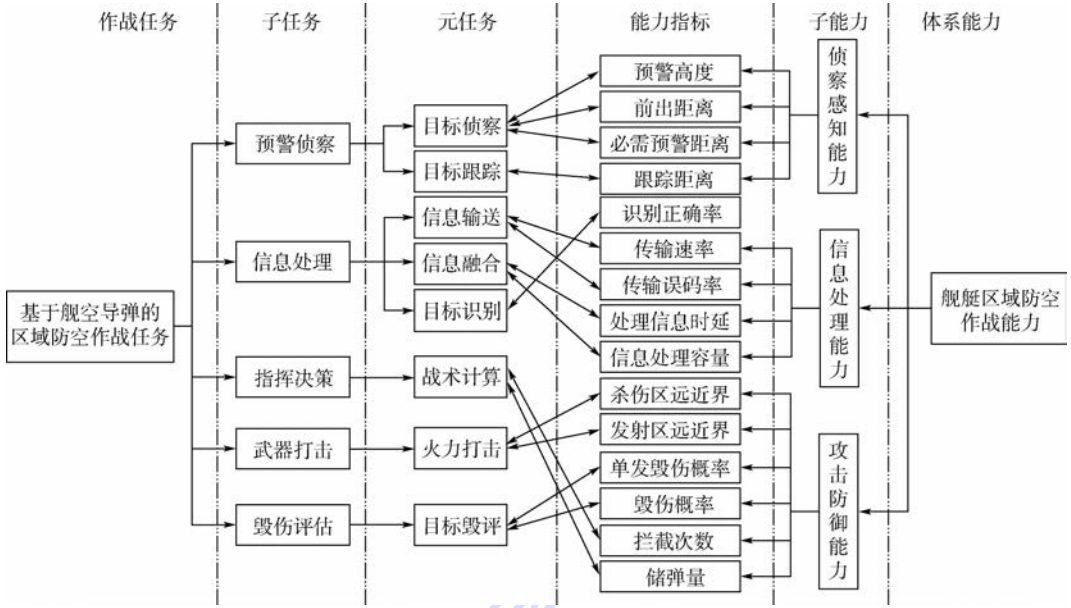 作战任务
子任务
元任务
能力指标
子能力
体系能力
基于舰空导弹的
区域防空作战任务
预警侦察
信息处理
指挥决策
武器打击
毁伤评估
目标侦察
目标跟踪
信息输送
信息融合
目标识别
战术计算
火力打击
目标毁评
预警高度
前出距离
必需预警距离
跟踪距离
识别正确率
传输速率
传输误码率
处理信息时延
信息处理容量
杀伤区远近界
发射区远近界
单发毁伤概率
毁伤概率
拦截次数
储弹量
侦察感知能力
信息处理能力
攻击防御能力
舰艇区域防空
作战能力